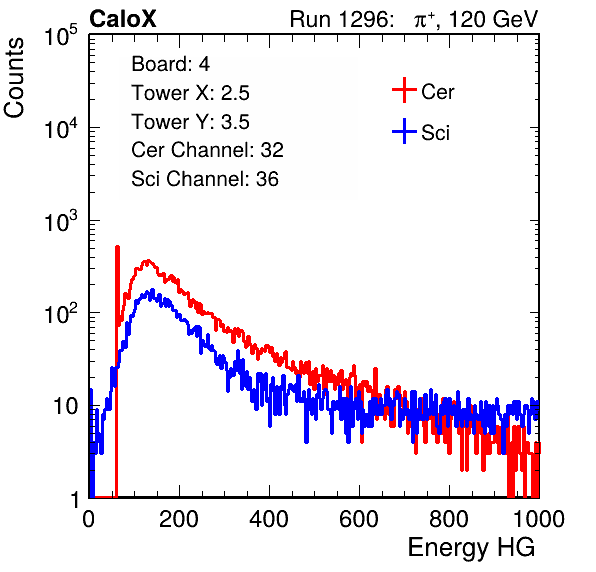 CaloX Run 1296: π⁺, 120 GeV
Counts
Board: 4
Tower X: 2.5
Tower Y: 3.5
Cer Channel: 32
Sci Channel: 36
Cer
Sci
10⁵
10⁴
10³
10²
10
1
0 200 400 600 800 1000
Energy HG